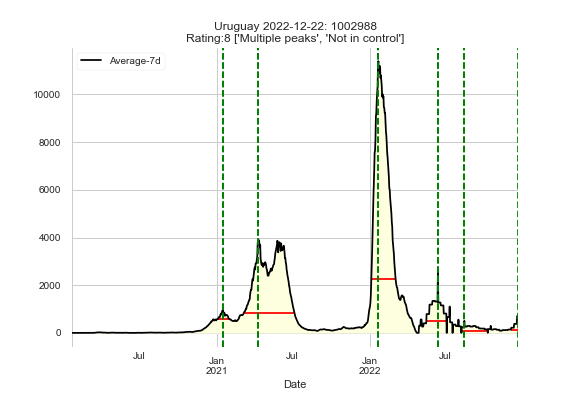 Uruguay 2022-12-22: 1002988
Rating:8 ['Multiple peaks', 'Not in control']
Average-7d
10000
8000
6000
4000
2000
0
Jul
Jan
2021
Jul
Jan
2022
Jul
Date